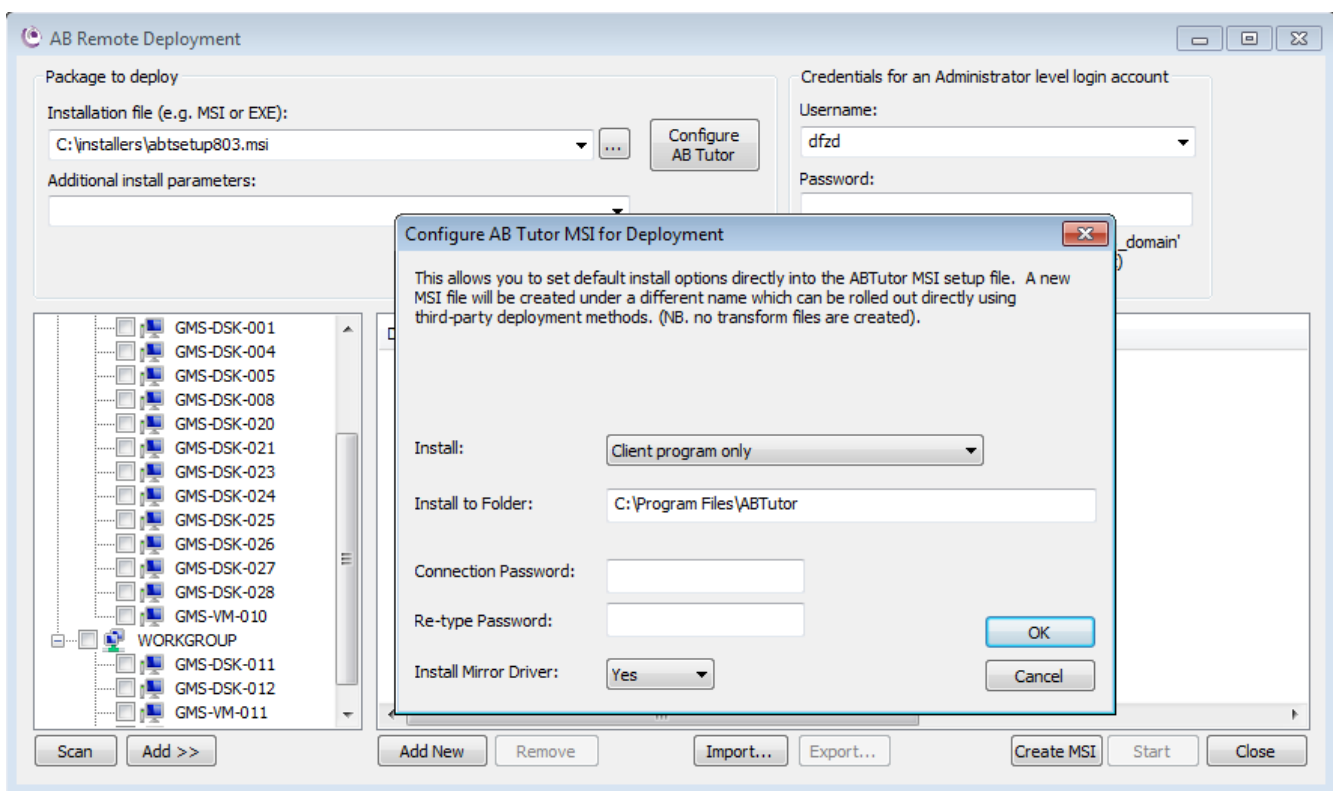 AB Remote Deployment
Package to deploy
Installation file (e.g. MSI or EXE):
C:\installers\abtsetup803.msi
...
Configure
AB Tutor
Additional install parameters:
Credentials for an Administrator level login account
Username:
dfzd
Password:
_domain'
Configure AB Tutor MSI for Deployment
This allows you to set default install options directly into the ABTutor MSI setup file. A new
MSI file will be created under a different name which can be rolled out directly using
third-party deployment methods. (NB. no transform files are created).
Install:
Client program only
Install to Folder:
C:\Program Files\ABTutor
Connection Password:
Re-type Password:
Install Mirror Driver:
Yes
OK
Cancel
GMS-DSK-001
GMS-DSK-004
GMS-DSK-005
GMS-DSK-008
GMS-DSK-020
GMS-DSK-021
GMS-DSK-023
GMS-DSK-024
GMS-DSK-025
GMS-DSK-026
GMS-DSK-027
GMS-DSK-028
GMS-VM-010
WORKGROUP
GMS-DSK-011
GMS-DSK-012
GMS-VM-011
Scan
Add >>
Add New
Remove
Import...
Export...
Create MSI
Start
Close